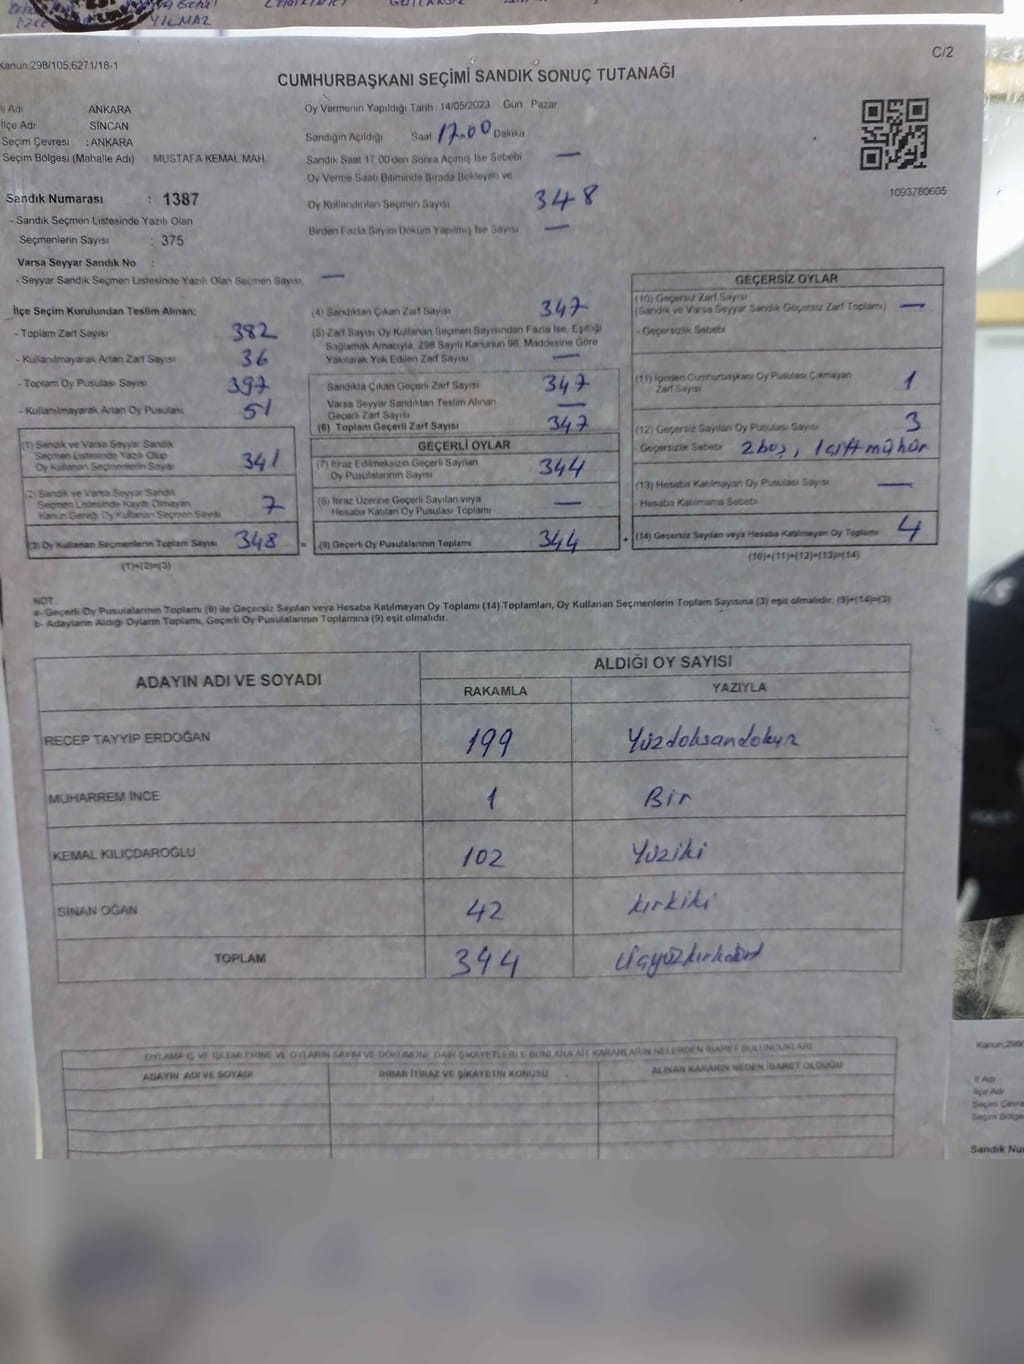 YILMAZ
Kanun:298/105,6271/18-1
C/2
CUMHURBAŞKANI SEÇİMİ SANDIK SONUÇ TUTANAĞI
İl Adı ANKARA
İlçe Adı SİNCAN
Seçim Çevresi : ANKARA
Seçim Bölgesi (Mahalle Adı) MUSTAFA KEMAL MAH.
Sandık Numarası : 1387
- Sandık Seçmen Listesinde Yazılı Olan
Seçmenlerin Sayısı : 375
Varsa Seyyar Sandık No :
- Seyyar Sandık Seçmen Listesinde Yazılı Olan Seçmen Sayısı: —
Oy Vermenin Yapıldığı Tarih 14/05/2023 Gün Pazar
Sandığın Açıldığı Saat 17.00 Dakika
Sandık Saat 17.00'den Sonra Açılmış İse Sebebi —
Oy Verme Saati Bitiminde Sırada Bekleyen ve
Oy Kullandırılan Seçmen Sayısı 348
Birden Fazla Sayım Döküm Yapılmış İse Sayısı —
1093780605
İlçe Seçim Kurulundan Teslim Alınan;
- Toplam Zarf Sayısı 382
- Kullanılmayarak Artan Zarf Sayısı 36
- Toplam Oy Pusulası Sayısı 397
- Kullanılmayarak Artan Oy Pusulası 51
(1) Sandık ve Varsa Seyyar Sandık
Seçmen Listesinde Yazılı Olup
Oy Kullanan Seçmenlerin Sayısı 341
(2) Sandık ve Varsa Seyyar Sandık
Seçmen Listesinde Kayıtlı Olmayan
Kanun Gereği Oy Kullanan Seçmen Sayısı 7
(3) Oy Kullanan Seçmenlerin Toplam Sayısı 348 =
(1)+(2)=(3)
(4) Sandıktan Çıkan Zarf Sayısı 347
(5) Zarf Sayısı Oy Kullanan Seçmen Sayısından Fazla İse, Eşitliği
Sağlamak Amacıyla, 298 Sayılı Kanunun 98. Maddesine Göre
Yakılarak Yok Edilen Zarf Sayısı —
Sandıkta Çıkan Geçerli Zarf Sayısı 347
Varsa Seyyar Sandıktan Teslim Alınan
Geçerli Zarf Sayısı —
(6) Toplam Geçerli Zarf Sayısı 347
GEÇERLİ OYLAR
(7) İtiraz Edilmeksizin Geçerli Sayılan
Oy Pusulalarının Sayısı 344
(8) İtiraz Üzerine Geçerli Sayılan veya
Hesaba Katılan Oy Pusulası Toplamı —
(9) Geçerli Oy Pusulalarının Toplamı 344 +
GEÇERSİZ OYLAR
(10) Geçersiz Zarf Sayısı
(Sandık ve Varsa Seyyar Sandık Geçersiz Zarf Toplamı) —
- Geçersizlik Sebebi
(11) İçinden Cumhurbaşkanı Oy Pusulası Çıkmayan
Zarf Sayısı 1
(12) Geçersiz Sayılan Oy Pusulası Sayısı 3
Geçersizlik Sebebi 2 boş, 1 çift mühür
(13) Hesaba Katılmayan Oy Pusulası Sayısı —
- Hesaba Katılmama Sebebi
(14) Geçersiz Sayılan veya Hesaba Katılmayan Oy Toplamı 4
(10)+(11)+(12)+(13)=(14)
NOT:
a- Geçerli Oy Pusulalarının Toplamı (9) ile Geçersiz Sayılan veya Hesaba Katılmayan Oy Toplamı (14) Toplamları, Oy Kullanan Seçmenlerin Toplam Sayısına (3) eşit olmalıdır. (9)+(14)=(3)
b- Adayların Aldığı Oyların Toplamı, Geçerli Oy Pusulalarının Toplamına (9) eşit olmalıdır.
ADAYIN ADI VE SOYADI ALDIĞI OY SAYISI
RAKAMLA YAZIYLA
RECEP TAYYİP ERDOĞAN 199 Yüzdoksandokuz
MUHARREM İNCE 1 Bir
KEMAL KILIÇDAROĞLU 102 Yüziki
SİNAN OĞAN 42 kırkiki
TOPLAM 344 Üçyüzkırkdört
OYLAMA İŞ VE İŞLEMLERİNE VE OYLARIN SAYIM VE DÖKÜMÜNE DAİR ŞİKAYETLERLE BUNLARA AİT KARARLARIN NELERDEN İBARET BULUNDUKLARI
ADAYIN ADI VE SOYADI İHBAR İTİRAZ VE ŞİKAYETİN KONUSU ALINAN KARARIN NEDEN İBARET OLDUĞU
Kanun:298/
İl Adı
İlçe Adı
Seçim Çevre
Seçim Bölge
Sandık Nu